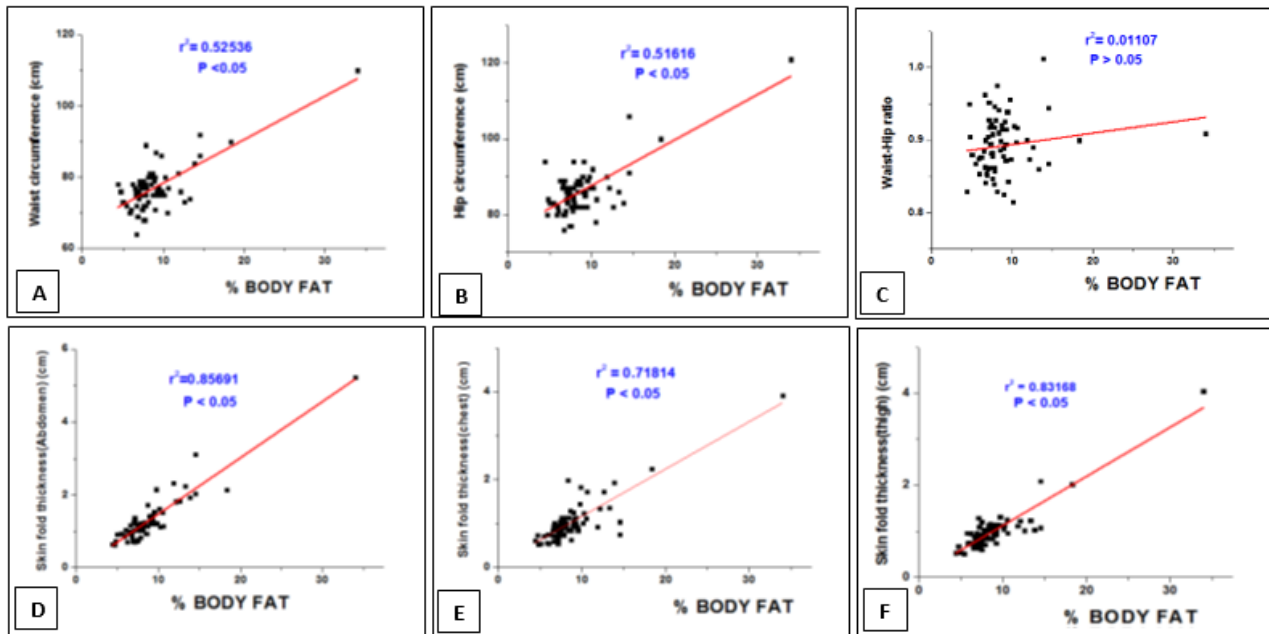 120
100
80
60
0
10
20
30
Waist circumference (cm)
r²= 0.52536
P <0.05
% BODY FAT
A
120
100
80
0
10
20
30
Hip circumference (cm)
r²= 0.51616
P < 0.05
% BODY FAT
B
1.0
0.9
0.8
0
10
20
30
Waist-Hip ratio
r²= 0.01107
P > 0.05
% BODY FAT
C
6
4
2
0
0
10
20
30
Skin fold thickness(Abdomen) (cm)
r²=0.85691
P < 0.05
% BODY FAT
D
4
2
0
0
10
20
30
Skin fold thickness(chest) (cm)
r² = 0.71814
P < 0.05
% BODY FAT
E
4
2
0
0
10
20
30
Skin fold thickness(thigh) (cm)
r² = 0.83168
P < 0.05
% BODY FAT
F